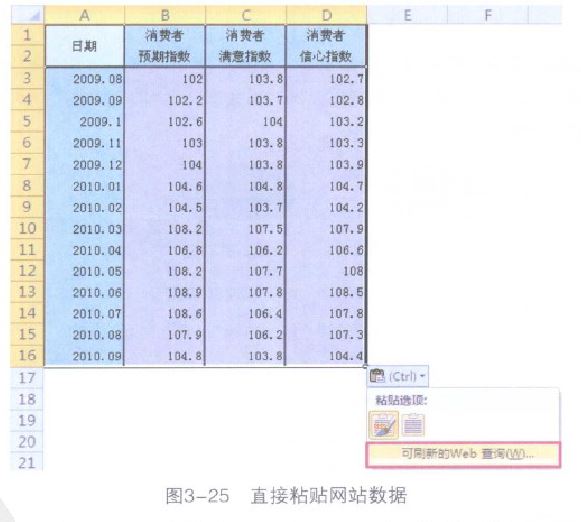 A B C D E F
1 日期 消费者 消费者 消费者
2 预期指数 满意指数 信心指数
3 2009.08 102 103.8 102.7
4 2009.09 102.2 103.7 102.8
5 2009.1 102.6 104 103.2
6 2009.11 103 103.8 103.3
7 2009.12 104 103.8 103.9
8 2010.01 104.6 104.8 104.7
9 2010.02 104.5 103.7 104.2
10 2010.03 108.2 107.5 107.9
11 2010.04 106.8 106.2 106.6
12 2010.05 108.2 107.7 108
13 2010.06 108.9 107.8 108.5
14 2010.07 108.6 106.4 107.8
15 2010.08 107.9 106.2 107.3
16 2010.09 104.8 103.8 104.4
17 (Ctrl)
18 粘贴选项:
19
20 可刷新的Web 查询(W)...
21
图3-25 直接粘贴网站数据